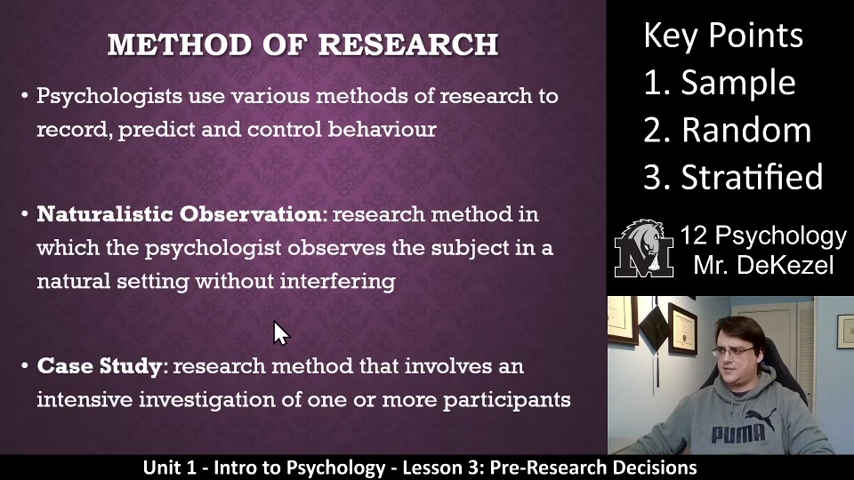 METHOD OF RESEARCH
• Psychologists use various methods of research to
record, predict and control behaviour
• Naturalistic Observation: research method in
which the psychologist observes the subject in a
natural setting without interfering
• Case Study: research method that involves an
intensive investigation of one or more participants
Key Points
1. Sample
2. Random
3. Stratified
M
12 Psychology
Mr. DeKezel
PUMA
Unit 1 - Intro to Psychology - Lesson 3: Pre-Research Decisions